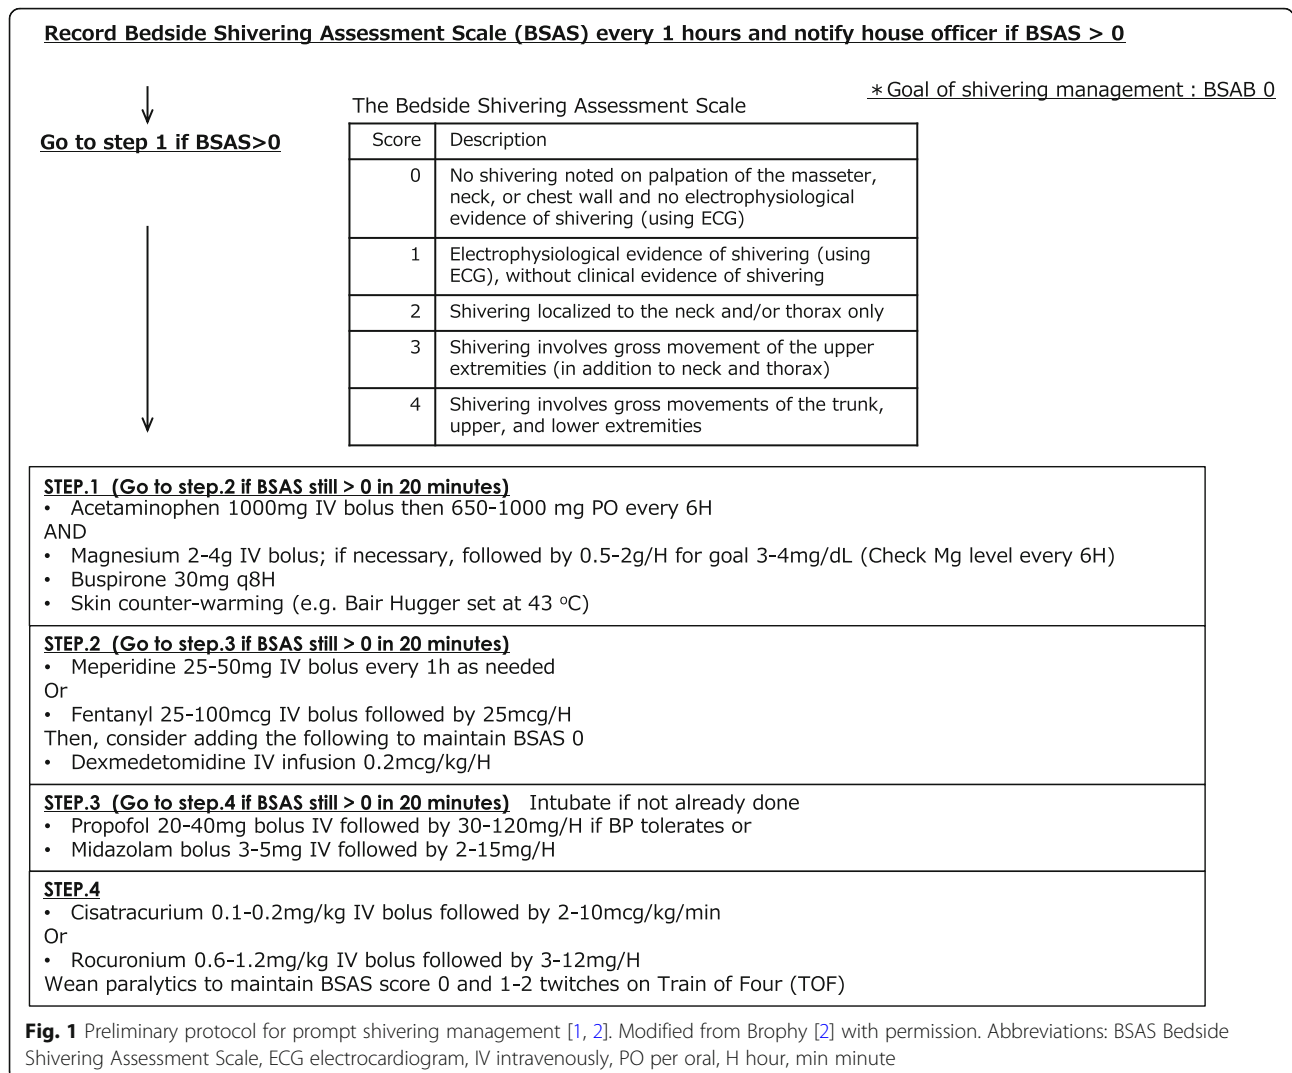 Record Bedside Shivering Assessment Scale (BSAS) every 1 hours and notify house officer if BSAS > 0
∗Goal of shivering management : BSAB 0
Go to step 1 if BSAS>0
The Bedside Shivering Assessment Scale
Score Description
0 No shivering noted on palpation of the masseter,
neck, or chest wall and no electrophysiological
evidence of shivering (using ECG)
1 Electrophysiological evidence of shivering (using
ECG), without clinical evidence of shivering
2 Shivering localized to the neck and/or thorax only
3 Shivering involves gross movement of the upper
extremities (in addition to neck and thorax)
4 Shivering involves gross movements of the trunk,
upper, and lower extremities
STEP.1 (Go to step.2 if BSAS still > 0 in 20 minutes)
• Acetaminophen 1000mg IV bolus then 650-1000 mg PO every 6H
AND
• Magnesium 2-4g IV bolus; if necessary, followed by 0.5-2g/H for goal 3-4mg/dL (Check Mg level every 6H)
• Buspirone 30mg q8H
• Skin counter-warming (e.g. Bair Hugger set at 43 ºC)
STEP.2 (Go to step.3 if BSAS still > 0 in 20 minutes)
• Meperidine 25-50mg IV bolus every 1h as needed
Or
• Fentanyl 25-100mcg IV bolus followed by 25mcg/H
Then, consider adding the following to maintain BSAS 0
• Dexmedetomidine IV infusion 0.2mcg/kg/H
STEP.3 (Go to step.4 if BSAS still > 0 in 20 minutes) Intubate if not already done
• Propofol 20-40mg bolus IV followed by 30-120mg/H if BP tolerates or
• Midazolam bolus 3-5mg IV followed by 2-15mg/H
STEP.4
• Cisatracurium 0.1-0.2mg/kg IV bolus followed by 2-10mcg/kg/min
Or
• Rocuronium 0.6-1.2mg/kg IV bolus followed by 3-12mg/H
Wean paralytics to maintain BSAS score 0 and 1-2 twitches on Train of Four (TOF)
Fig. 1 Preliminary protocol for prompt shivering management [1, 2]. Modified from Brophy [2] with permission. Abbreviations: BSAS Bedside
Shivering Assessment Scale, ECG electrocardiogram, IV intravenously, PO per oral, H hour, min minute